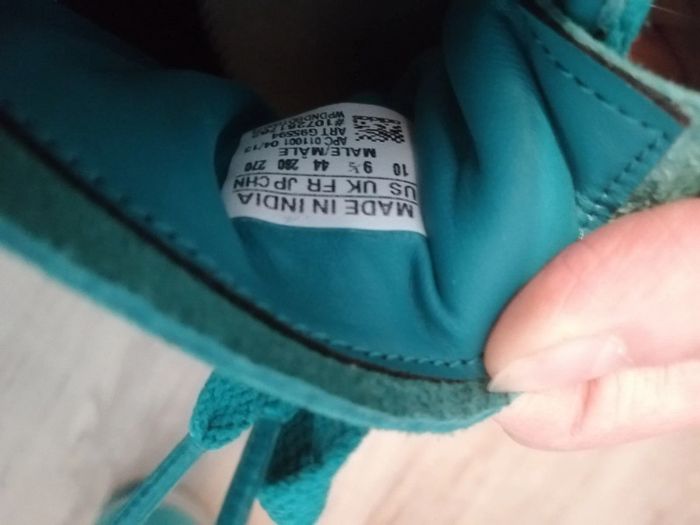 MADE IN INDIA
US UK FR JP CHN
10 9½ 44 280 270
MALE/MÂLE
APC 011001 04/13
ART G95594